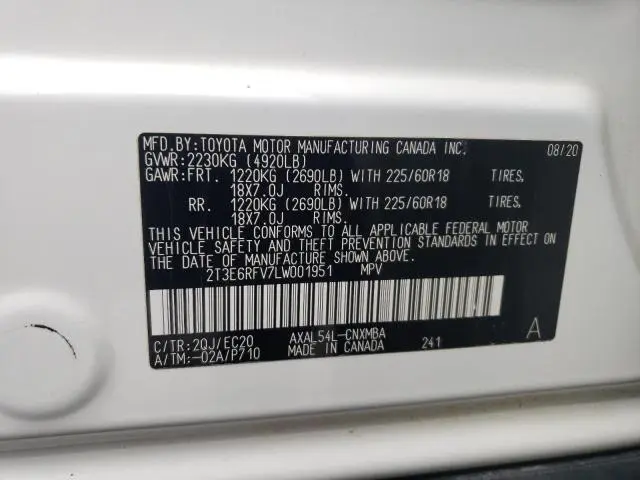 MFD.BY:TOYOTA MOTOR MANUFACTURING CANADA INC. 08/20
GVWR:2230KG (4920LB)
GAWR:FRT. 1220KG (2690LB) WITH 225/60R18 TIRES,
18X7.0J RIMS.
RR. 1220KG (2690LB) WITH 225/60R18 TIRES,
18X7.0J RIMS.
THIS VEHICLE CONFORMS TO ALL APPLICABLE FEDERAL MOTOR
VEHICLE SAFETY AND THEFT PREVENTION STANDARDS IN EFFECT ON
THE DATE OF MANUFACTURE SHOWN ABOVE.
2T3E6RFV7LW001951 MPV
C/TR:2QJ/EC20 AXAL54L-CNXMBA A
A/TM:-02A/P710 MADE IN CANADA 241